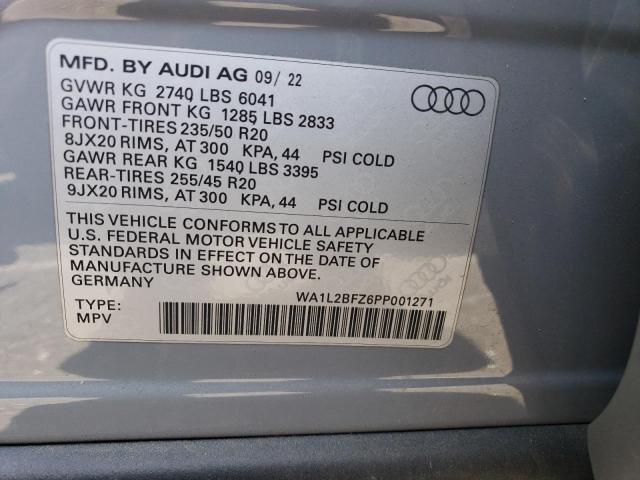 MFD. BY AUDI AG 09/ 22
GVWR KG 2740 LBS 6041
GAWR FRONT KG 1285 LBS 2833
FRONT-TIRES 235/50 R20
8JX20 RIMS, AT 300 KPA, 44 PSI COLD
GAWR REAR KG 1540 LBS 3395
REAR-TIRES 255/45 R20
9JX20 RIMS, AT 300 KPA, 44 PSI COLD
THIS VEHICLE CONFORMS TO ALL APPLICABLE
U.S. FEDERAL MOTOR VEHICLE SAFETY
STANDARDS IN EFFECT ON THE DATE OF
MANUFACTURE SHOWN ABOVE.
GERMANY
WA1L2BFZ6PP001271
TYPE:
MPV